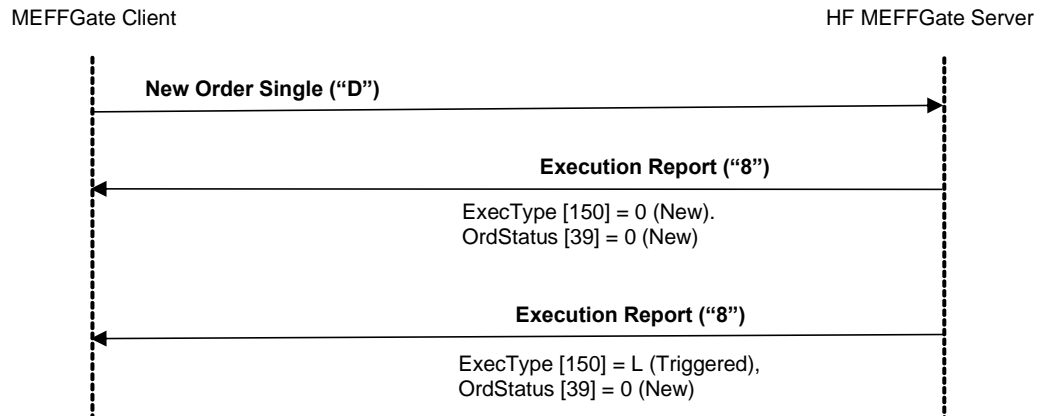 MEFFGate Client
HF MEFFGate Server
New Order Single (“D”)
Execution Report (“8”)
ExecType [150] = 0 (New).
OrdStatus [39] = 0 (New)
Execution Report (“8”)
ExecType [150] = L (Triggered),
OrdStatus [39] = 0 (New)